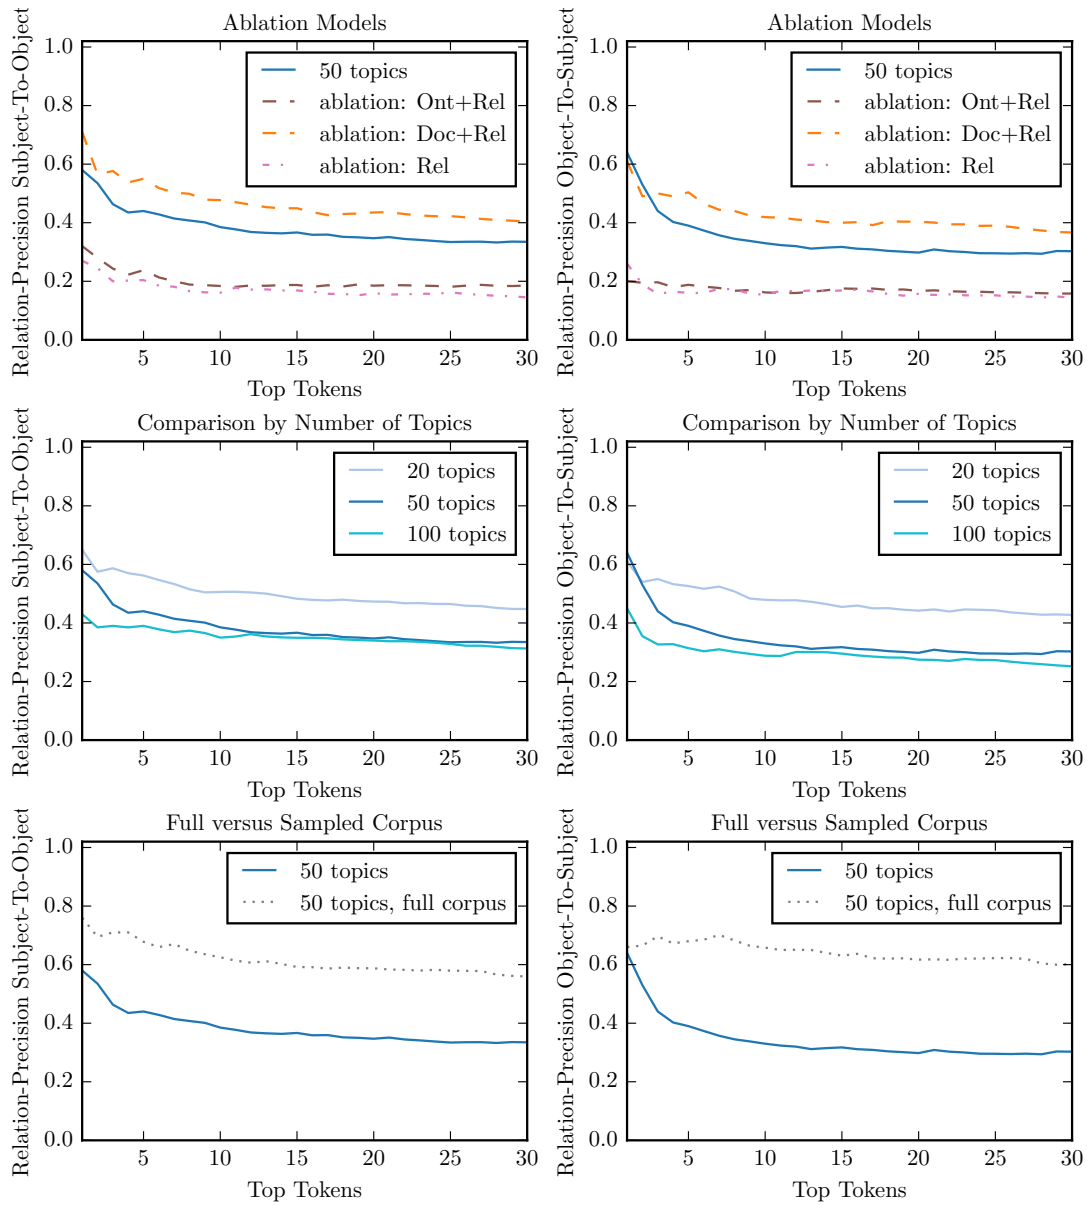 Ablation Models
Relation-Precision Subject-To-Object
1.0
0.8
0.6
0.4
0.2
0.0
50 topics
ablation: Ont+Rel
ablation: Doc+Rel
ablation: Rel
5 10 15 20 25 30
Top Tokens
Ablation Models
Relation-Precision Object-To-Subject
1.0
0.8
0.6
0.4
0.2
0.0
50 topics
ablation: Ont+Rel
ablation: Doc+Rel
ablation: Rel
5 10 15 20 25 30
Top Tokens
Comparison by Number of Topics
Relation-Precision Subject-To-Object
1.0
0.8
0.6
0.4
0.2
0.0
20 topics
50 topics
100 topics
5 10 15 20 25 30
Top Tokens
Comparison by Number of Topics
Relation-Precision Object-To-Subject
1.0
0.8
0.6
0.4
0.2
0.0
20 topics
50 topics
100 topics
5 10 15 20 25 30
Top Tokens
Full versus Sampled Corpus
Relation-Precision Subject-To-Object
1.0
0.8
0.6
0.4
0.2
0.0
50 topics
50 topics, full corpus
5 10 15 20 25 30
Top Tokens
Full versus Sampled Corpus
Relation-Precision Object-To-Subject
1.0
0.8
0.6
0.4
0.2
0.0
50 topics
50 topics, full corpus
5 10 15 20 25 30
Top Tokens